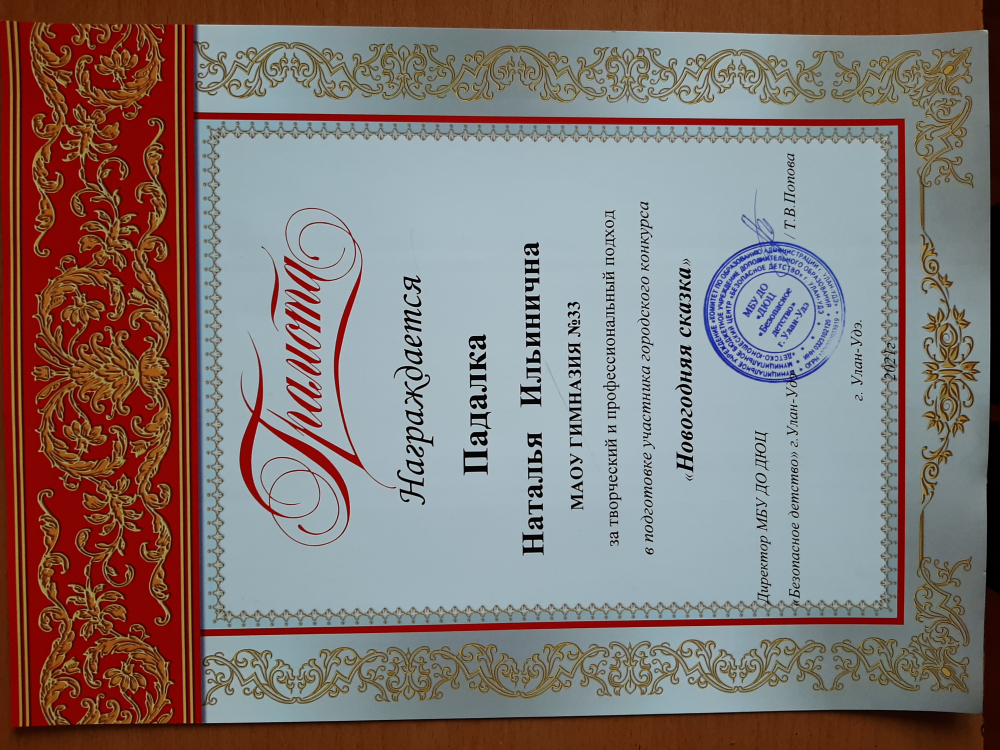 Грамота
Награждается
Падалка
Наталья Ильинична
МАОУ ГИМНАЗИЯ №33
за творческий и профессиональный подход
в подготовке участника городского конкурса
«Новогодняя сказка»
Директор МБУ ДО ДЮЦ
«Безопасное детство» г.Улан-Удэ / Т.В.Попова
МБУ ДО
«ДЮЦ
«Безопасное
детство»
г. Улан-Удэ
г. Улан-Удэ.
2021г